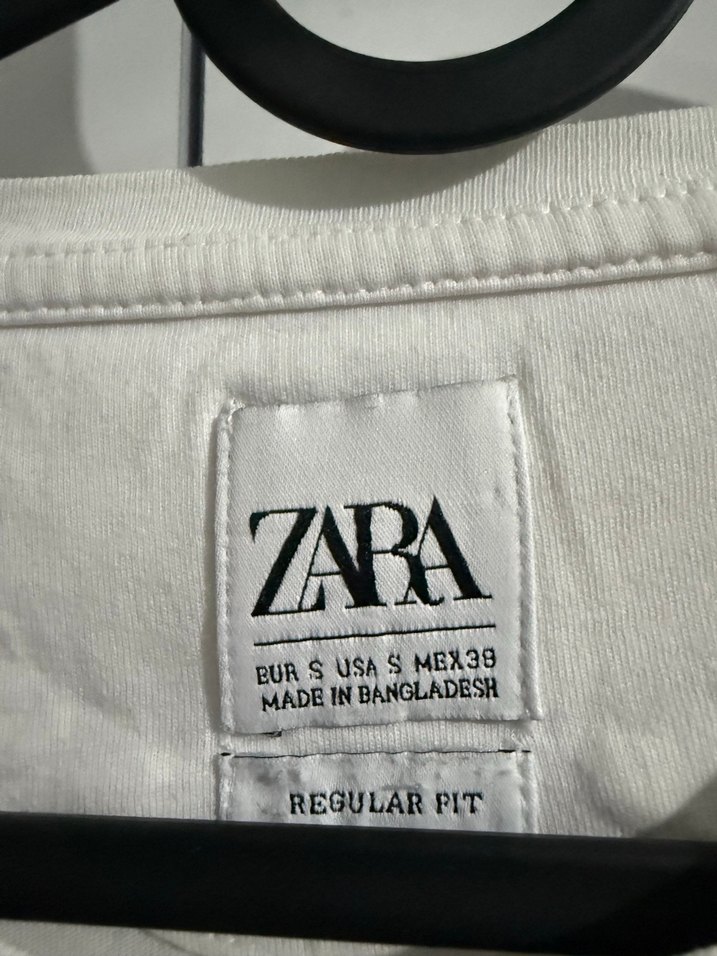 ZARA
EUR S USA S MEX38
MADE IN BANGLADESH
REGULAR FIT